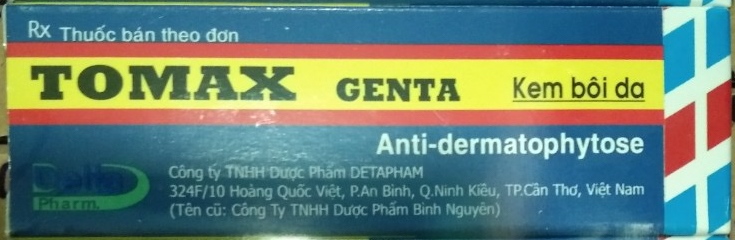 Rx Thuốc bán theo đơn
TOMAX GENTA Kem bôi da
Anti-dermatophytose
Công ty TNHH Dược Phẩm DETAPHAM
324F/10 Hoàng Quốc Việt, P.An Bình, Q.Ninh Kiều, TP.Cần Thơ, Việt Nam
(Tên cũ: Công Ty TNHH Dược Phẩm Bình Nguyên)
Pharm.